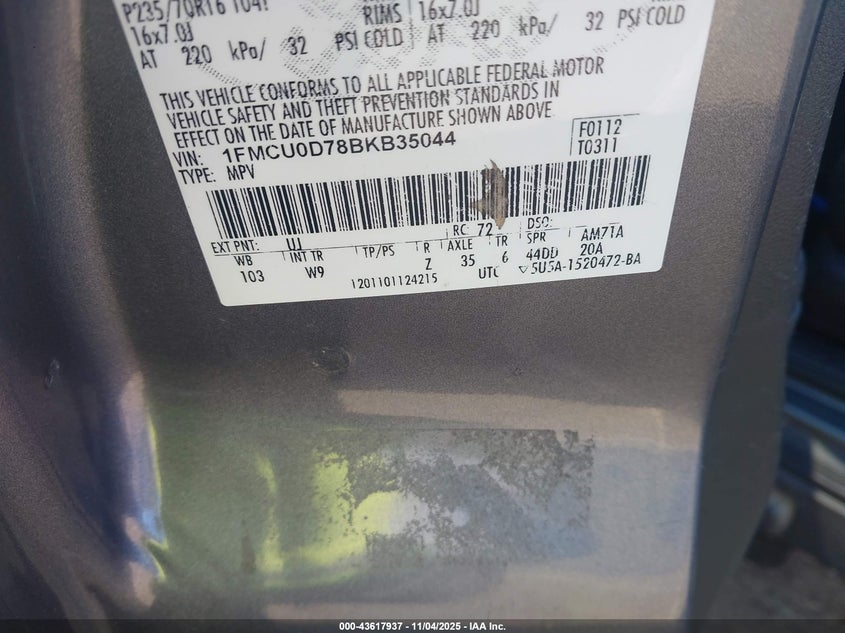 P235/70R16 104T
16x7.0J
AT 220 kPa/ 32 PSI COLD
RIMS 16x7.0J
AT 220 kPa/ 32 PSI COLD
THIS VEHICLE CONFORMS TO ALL APPLICABLE FEDERAL MOTOR
VEHICLE SAFETY AND THEFT PREVENTION STANDARDS IN
EFFECT ON THE DATE OF MANUFACTURE SHOWN ABOVE
VIN: 1FMCU0D78BKB35044
TYPE: MPV
F0112
T0311
EXT PNT: UJ RC: 72 DSO:
WB INT TR TP/PS R AXLE TR SPR AM71A
103 W9 Z 35 6 44DD 20A
1201101124215 UTC ▽5U5A-1520472-BA
000-43617937 - 11/04/2025 - IAA Inc.